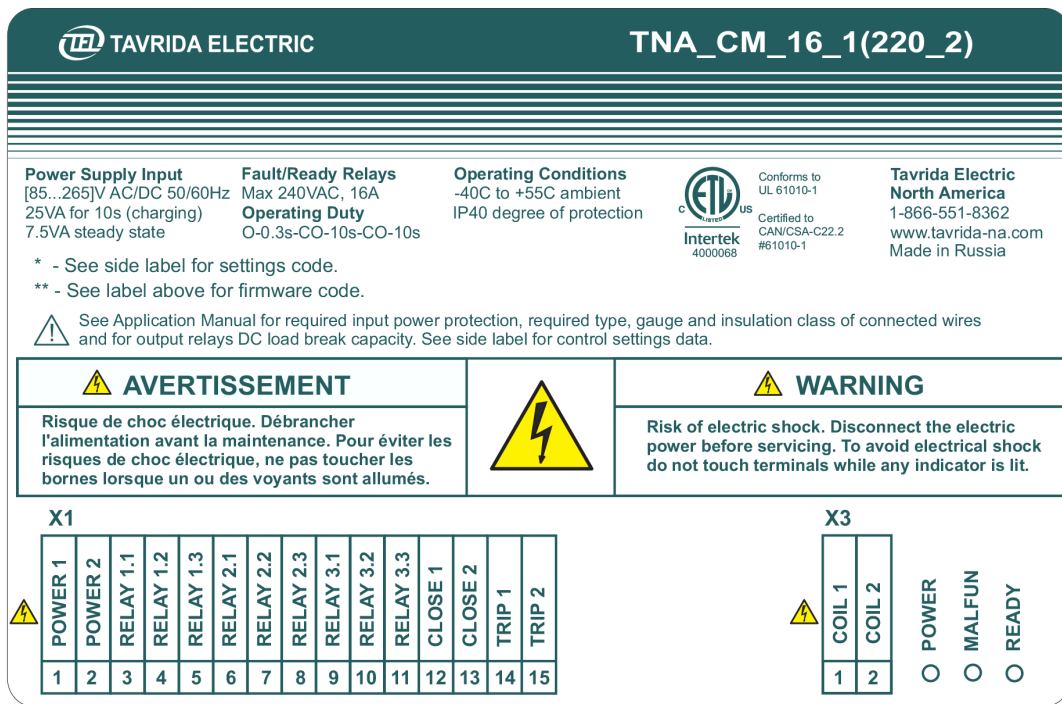 TEL TAVRIDA ELECTRIC
TNA_CM_16_1(220_2)
Power Supply Input
[85...265]V AC/DC 50/60Hz
25VA for 10s (charging)
7.5VA steady state
Fault/Ready Relays
Max 240VAC, 16A
Operating Duty
O-0.3s-CO-10s-CO-10s
Operating Conditions
-40C to +55C ambient
IP40 degree of protection
ETL
LISTED
C US
Intertek
4000068
Conforms to
UL 61010-1
Certified to
CAN/CSA-C22.2
#61010-1
Tavrida Electric
North America
1-866-551-8362
www.tavrida-na.com
Made in Russia
* - See side label for settings code.
** - See label above for firmware code.
See Application Manual for required input power protection, required type, gauge and insulation class of connected wires
and for output relays DC load break capacity. See side label for control settings data.
AVERTISSEMENT
Risque de choc électrique. Débrancher
l'alimentation avant la maintenance. Pour éviter les
risques de choc électrique, ne pas toucher les
bornes lorsque un ou des voyants sont allumés.
WARNING
Risk of electric shock. Disconnect the electric
power before servicing. To avoid electrical shock
do not touch terminals while any indicator is lit.
X1
POWER 1
POWER 2
RELAY 1.1
RELAY 1.2
RELAY 1.3
RELAY 2.1
RELAY 2.2
RELAY 2.3
RELAY 3.1
RELAY 3.2
RELAY 3.3
CLOSE 1
CLOSE 2
TRIP 1
TRIP 2
1 2 3 4 5 6 7 8 9 10 11 12 13 14 15
X3
COIL 1
COIL 2
1 2
POWER
MALFUN
READY